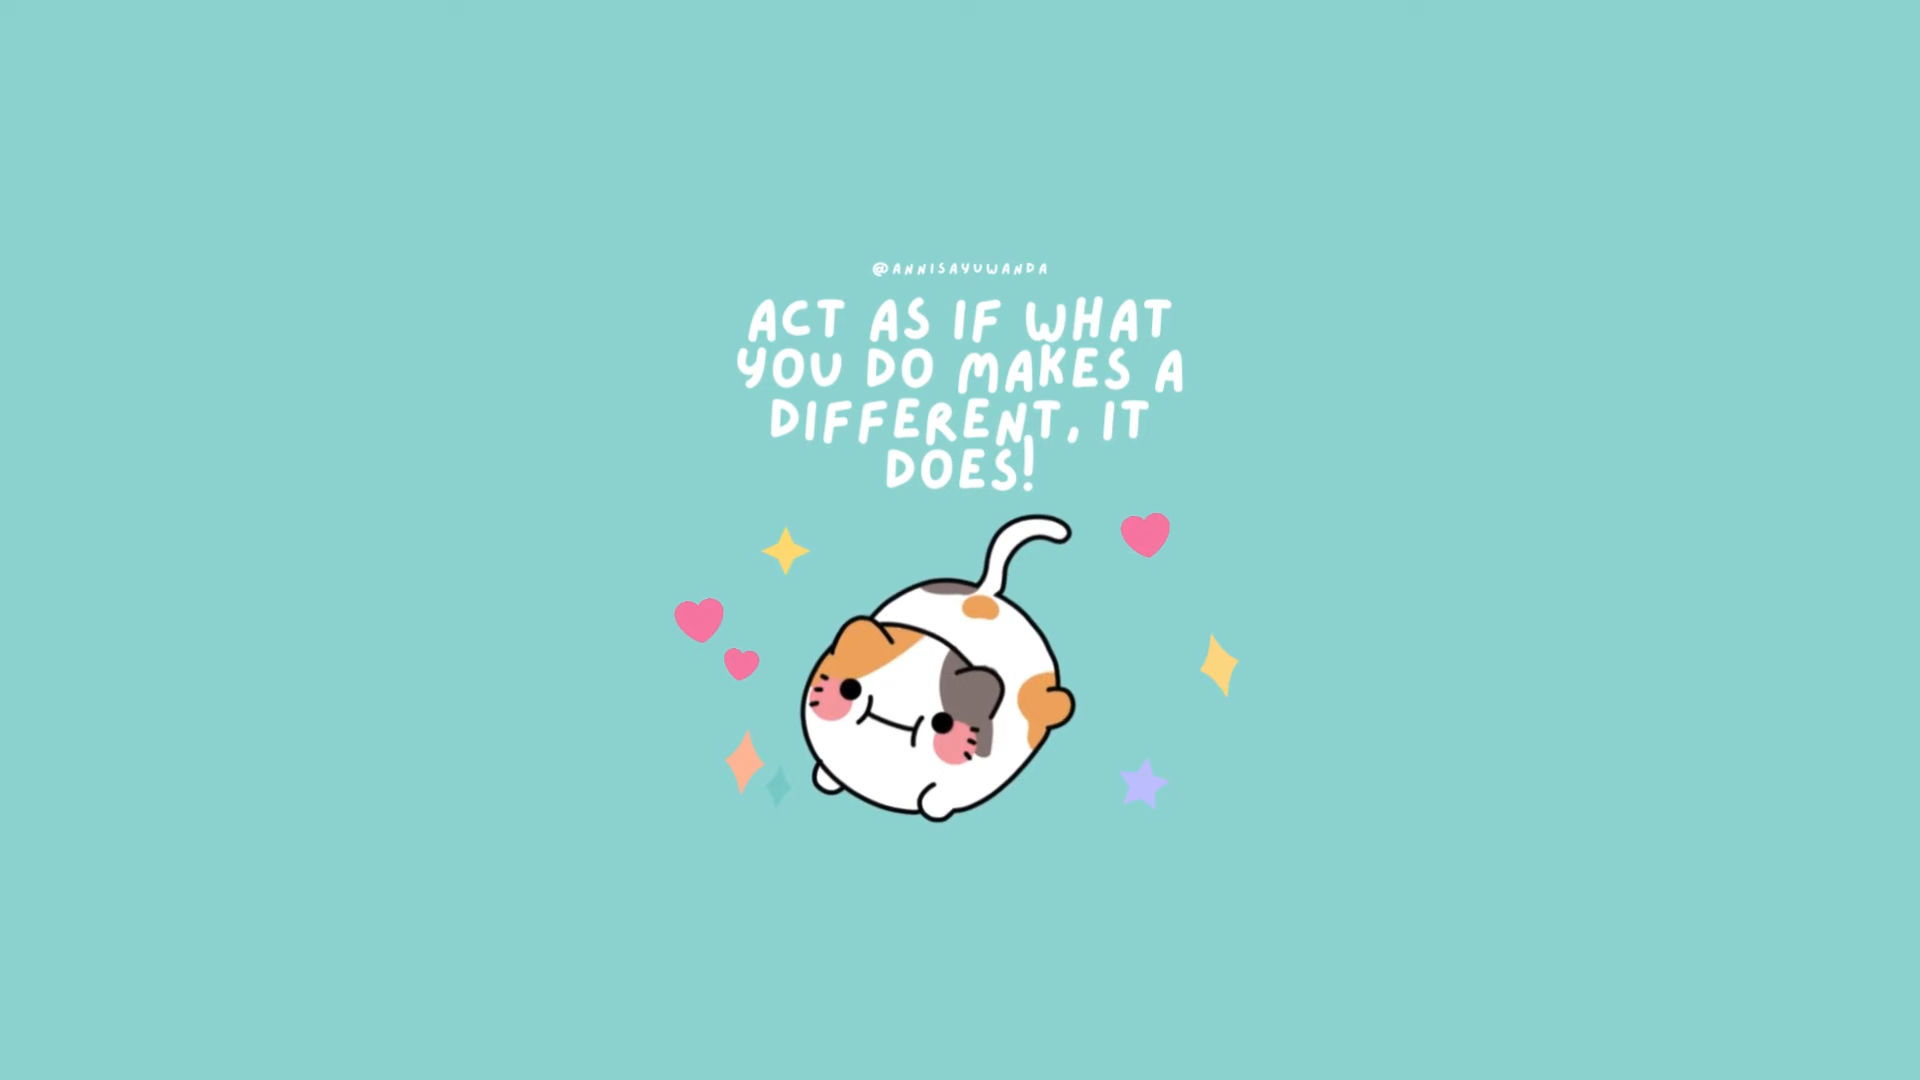 @ANNISAYUWANDA
ACT AS IF WHAT
YOU DO MAKES A
DIFFERENT, IT
DOES!